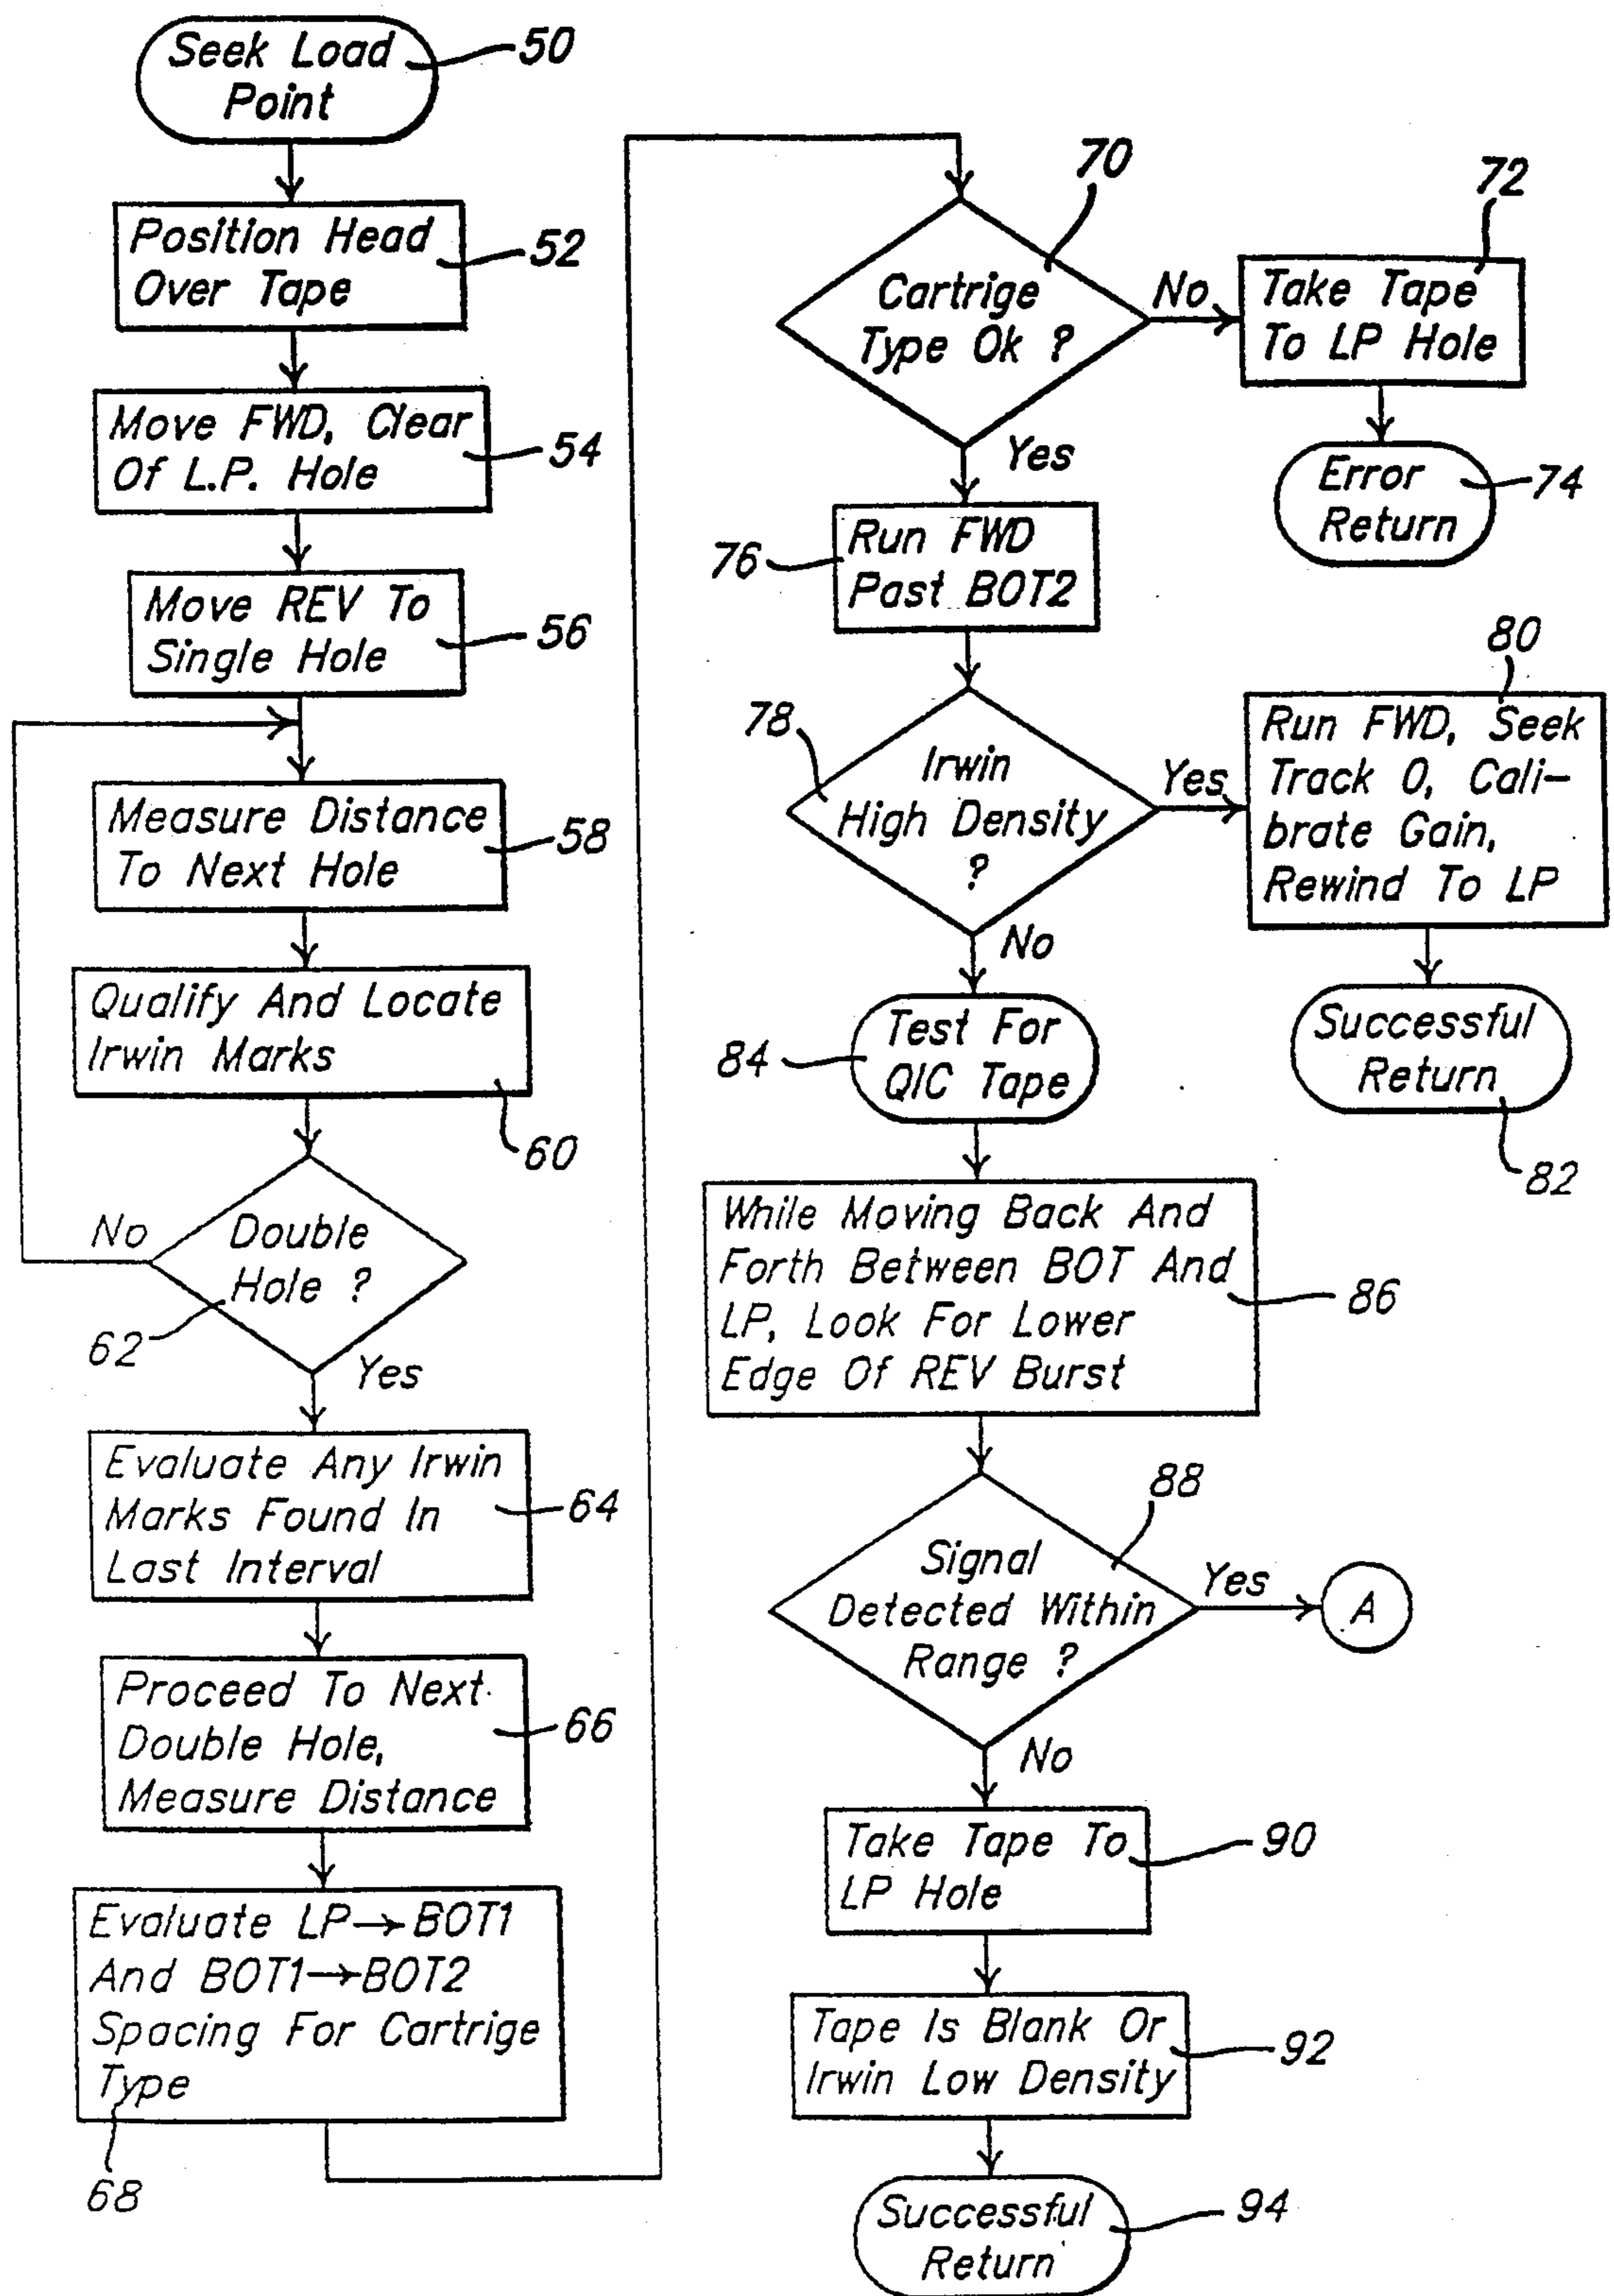 Seek Load
Point
50
Position Head
Over Tape
52
Move FWD, Clear
Of L.P. Hole
54
Move REV To
Single Hole
56
Measure Distance
To Next Hole
58
Qualify And Locate
Irwin Marks
60
Double
Hole ?
No
62
Yes
Evaluate Any Irwin
Marks Found In
Last Interval
64
Proceed To Next
Double Hole,
Measure Distance
66
Evaluate LP→BOT1
And BOT1→BOT2
Spacing For Cartrige
Type
68
70
Cartrige
Type Ok ?
No
72
Take Tape
To LP Hole
Error
Return
74
Yes
Run FWD
Past BOT2
76
78
Irwin
High Density
?
Yes
80
Run FWD, Seek
Track 0, Cali-
brate Gain,
Rewind To LP
Successful
Return
82
No
Test For
QIC Tape
84
While Moving Back And
Forth Between BOT And
LP, Look For Lower
Edge Of REV Burst
86
88
Signal
Detected Within
Range ?
Yes
A
No
Take Tape To
LP Hole
90
Tape Is Blank Or
Irwin Low Density
92
Successful
Return
94